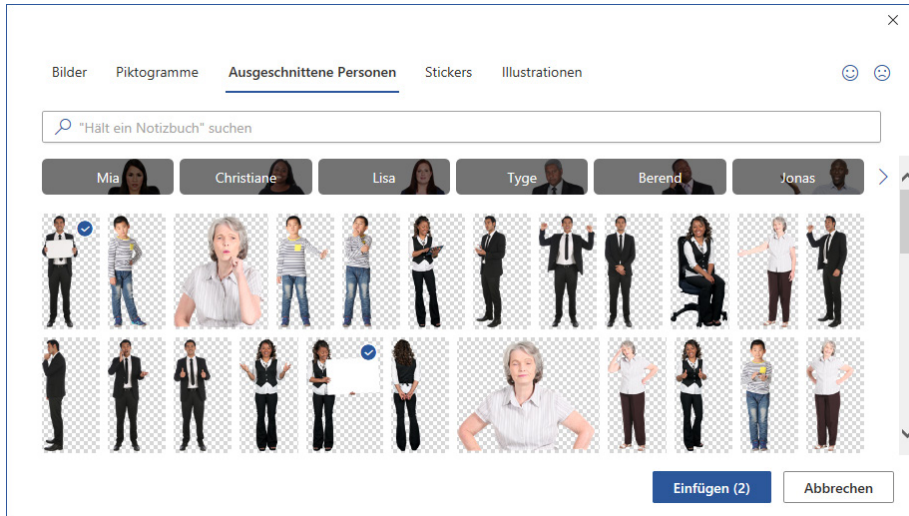 Bilder Piktogramme Ausgeschnittene Personen Stickers Illustrationen
"Hält ein Notizbuch" suchen
Mia Christiane Lisa Tyge Berend Jonas
Einfügen (2) Abbrechen